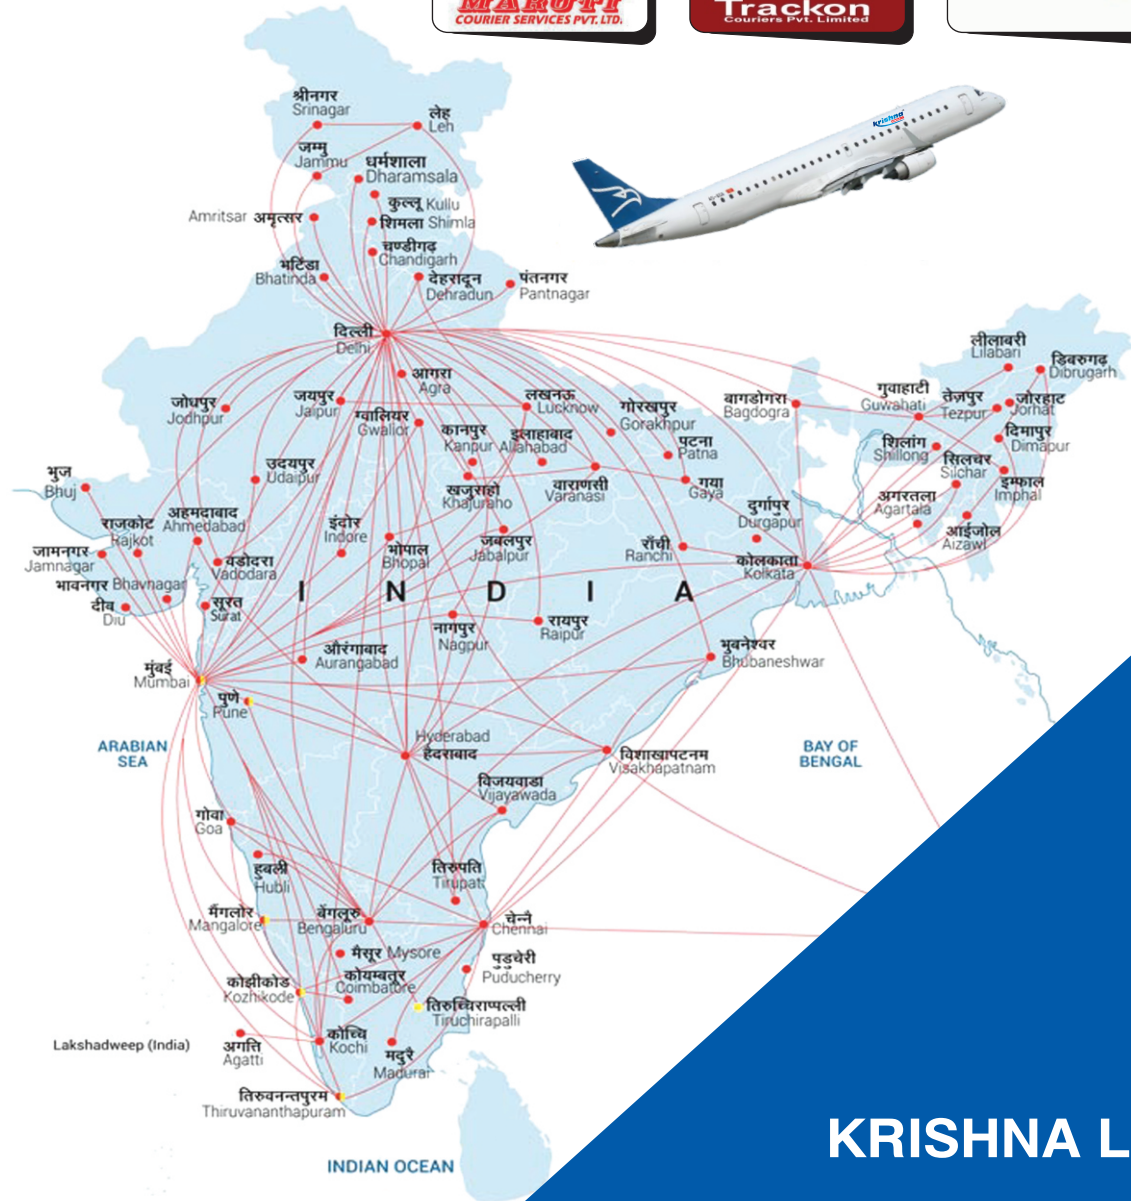 MARUTI
COURIER SERVICES PVT. LTD.
Trackon
Couriers Pvt. Limited
krishna
श्रीनगर
Srinagar
लेह
Leh
जम्मु
Jammu
धर्मशाला
Dharamsala
कुल्लू Kullu
Amritsar अमृत्सर
शिमला Shimla
चण्डीगढ़
Chandigarh
भटिंडा
Bhatinda
देहरादून
Dehradun
पंतनगर
Pantnagar
दिल्ली
Delhi
लीलाबरी
Lilabari
डिबरुगढ़
Dibrugarh
आगरा
Agra
जोधपुर
Jodhpur
जयपुर
Jaipur
लखनऊ
Lucknow
ग्वालियर
Gwalior
गोरखपुर
Gorakhpur
बागडोगरा
Bagdogra
गुवाहाटी
Guwahati
तेज़पुर
Tezpur
जोरहाट
Jorhat
कानपुर
Kanpur
इलाहाबाद
Allahabad
पटना
Patna
शिलांग
Shillong
दिमापुर
Dimapur
सिलचर
Silchar
भुज
Bhuj
उदयपुर
Udaipur
खजुराहो
Khajuraho
वाराणसी
Varanasi
गया
Gaya
इम्फाल
Imphal
अगरतला
Agartala
दुर्गापुर
Durgapur
राजकोट
Rajkot
अहमदाबाद
Ahmedabad
इंदोर
Indore
भोपाल
Bhopal
जबलपुर
Jabalpur
राँची
Ranchi
आईजोल
Aizawl
जामनगर
Jamnagar
वडोदरा
Vadodara
कोलकाता
Kolkata
भावनगर Bhavnagar
दीव
Diu
सूरत
Surat
I N D I A
नागपुर
Nagpur
रायपुर
Raipur
औरंगाबाद
Aurangabad
भुबनेश्वर
Bhubaneshwar
मुंबई
Mumbai
पुणे
Pune
Hyderabad
हैदराबाद
ARABIAN
SEA
विशाखापटनम
Visakhapatnam
BAY OF
BENGAL
विजयवाडा
Vijayawada
गोवा
Goa
हुबली
Hubli
तिरुपति
Tirupati
मैंगलोर
Mangalore
बेंगलूरु
Bengaluru
चेन्नै
Chennai
मैसूर Mysore
पुडुचेरी
Puducherry
कोझीकोड
Kozhikode
कोयम्बतूर
Coimbatore
तिरुच्चिराप्पल्ली
Tiruchirapalli
Lakshadweep (India)
अगत्ति
Agatti
कोच्चि
Kochi
मदुरै
Madurai
तिरुवनन्तपुरम
Thiruvananthapuram
KRISHNA L
INDIAN OCEAN